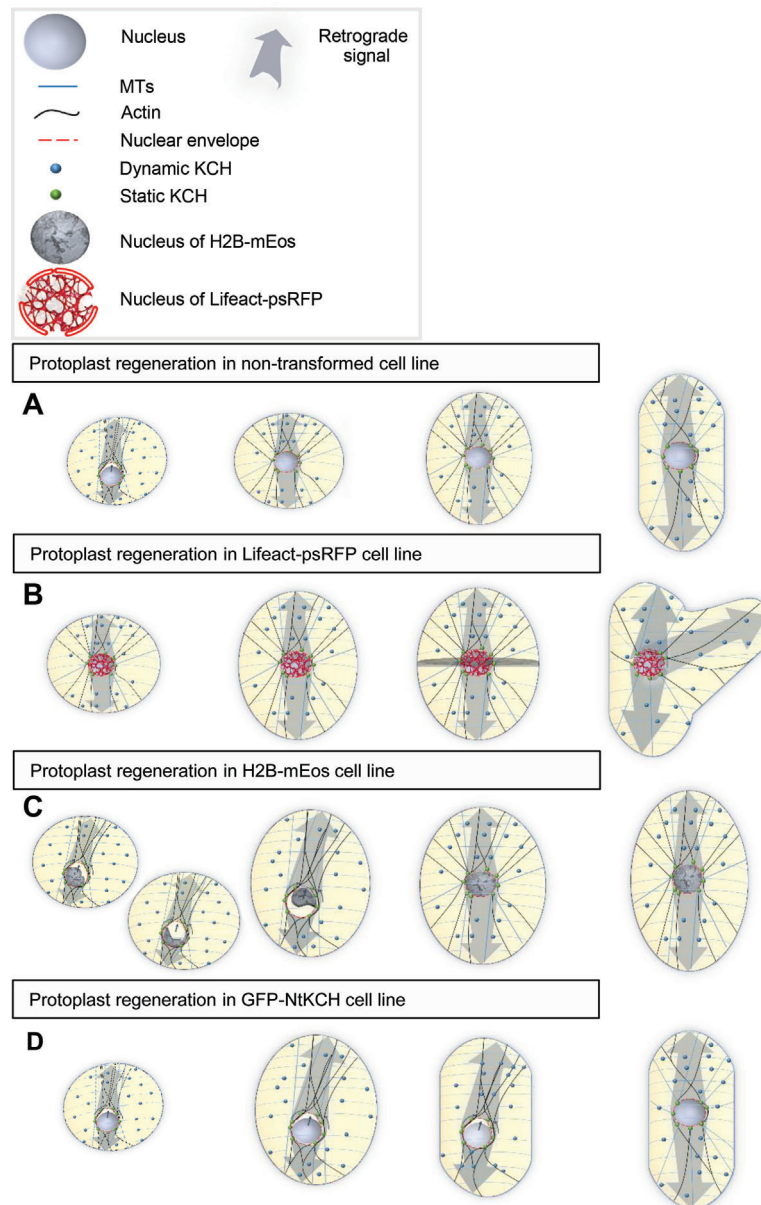 Nucleus
Retrograde
signal
MTs
Actin
Nuclear envelope
Dynamic KCH
Static KCH
Nucleus of H2B-mEos
Nucleus of Lifeact-psRFP
Protoplast regeneration in non-transformed cell line
A
Protoplast regeneration in Lifeact-psRFP cell line
B
Protoplast regeneration in H2B-mEos cell line
C
Protoplast regeneration in GFP-NtKCH cell line
D